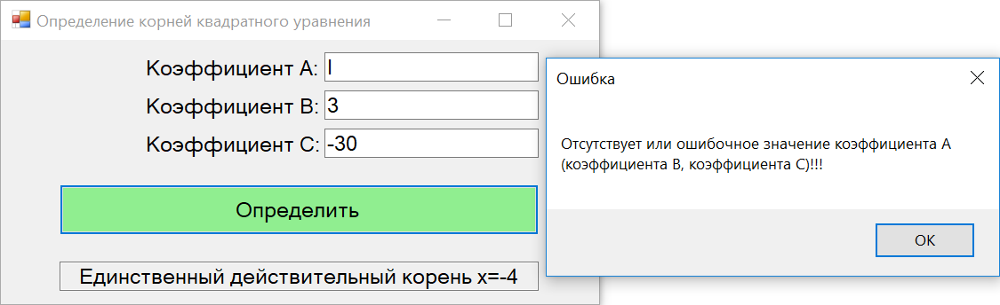 Определение корней квадратного уравнения
Коэффициент A: l
Коэффициент B: 3
Коэффициент C: -30
Определить
Единственный действительный корень x=-4
Ошибка
Отсутствует или ошибочное значение коэффициента A
(коэффициента B, коэффициента C)!!!
OK